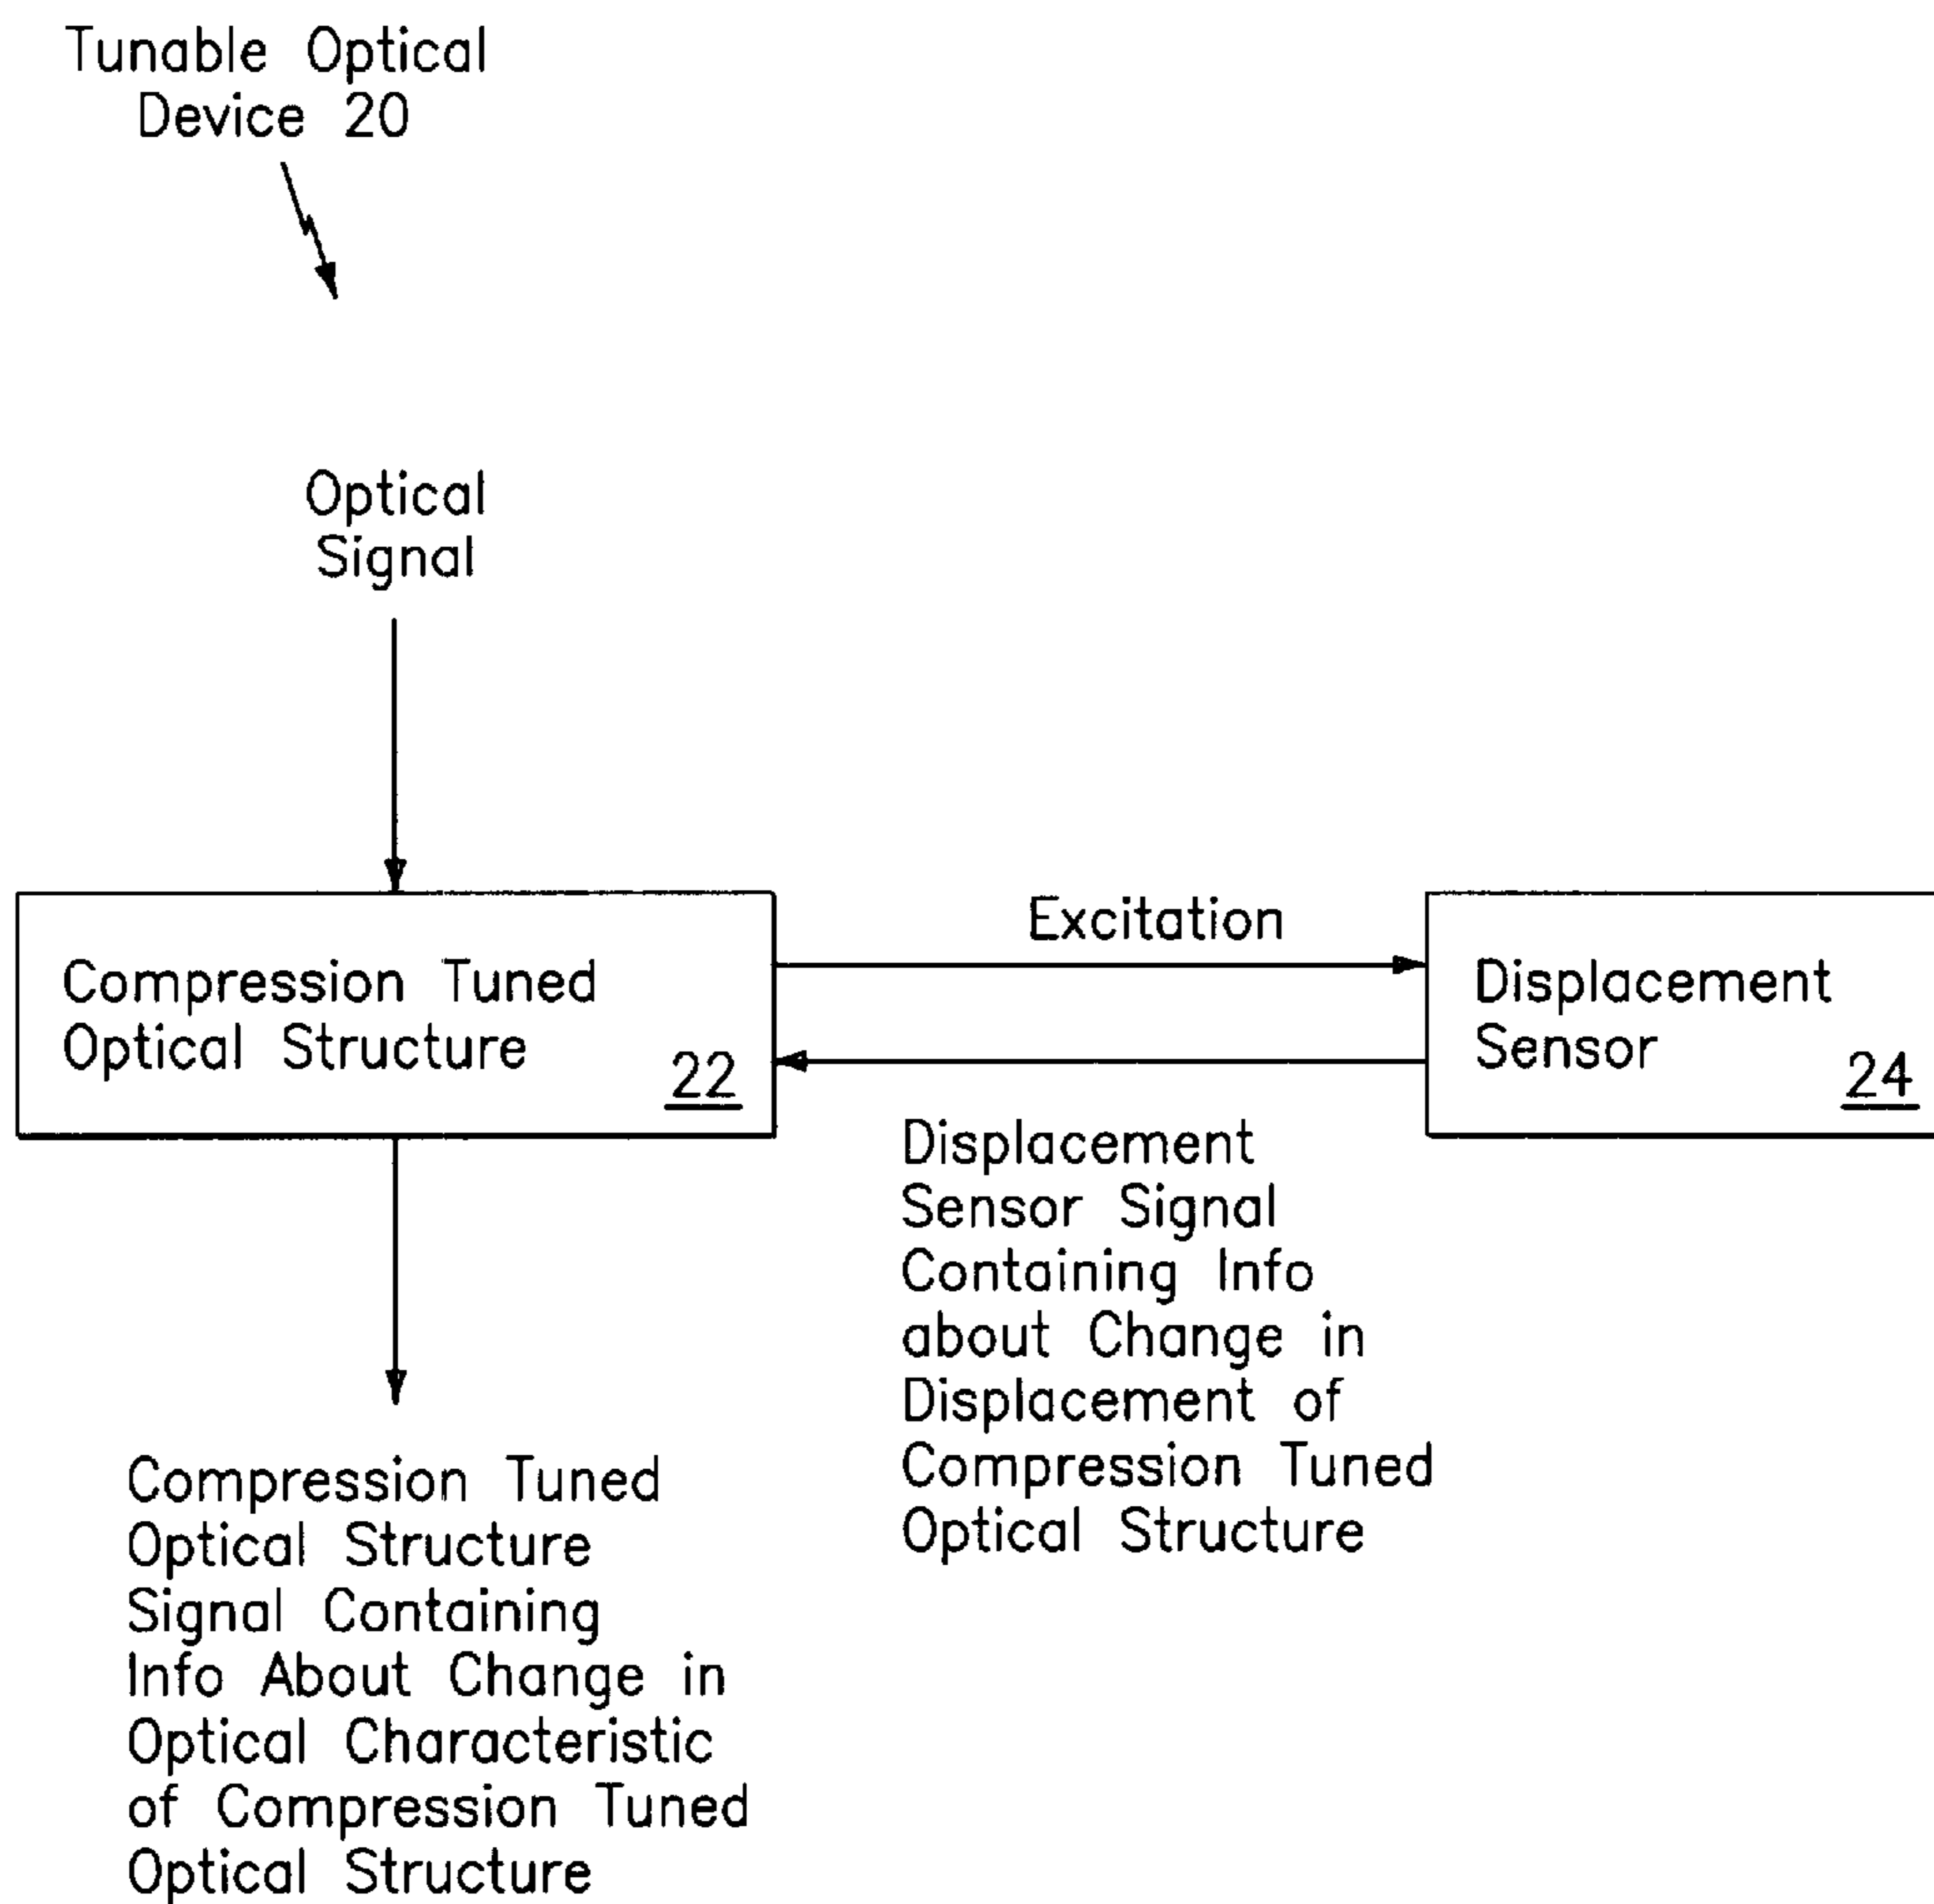 Tunable Optical
Device 20
Optical
Signal
Compression Tuned
Optical Structure
22
Excitation
Displacement
Sensor
24
Displacement
Sensor Signal
Containing Info
about Change in
Displacement of
Compression Tuned
Optical Structure
Compression Tuned
Optical Structure
Signal Containing
Info About Change in
Optical Characteristic
of Compression Tuned
Optical Structure